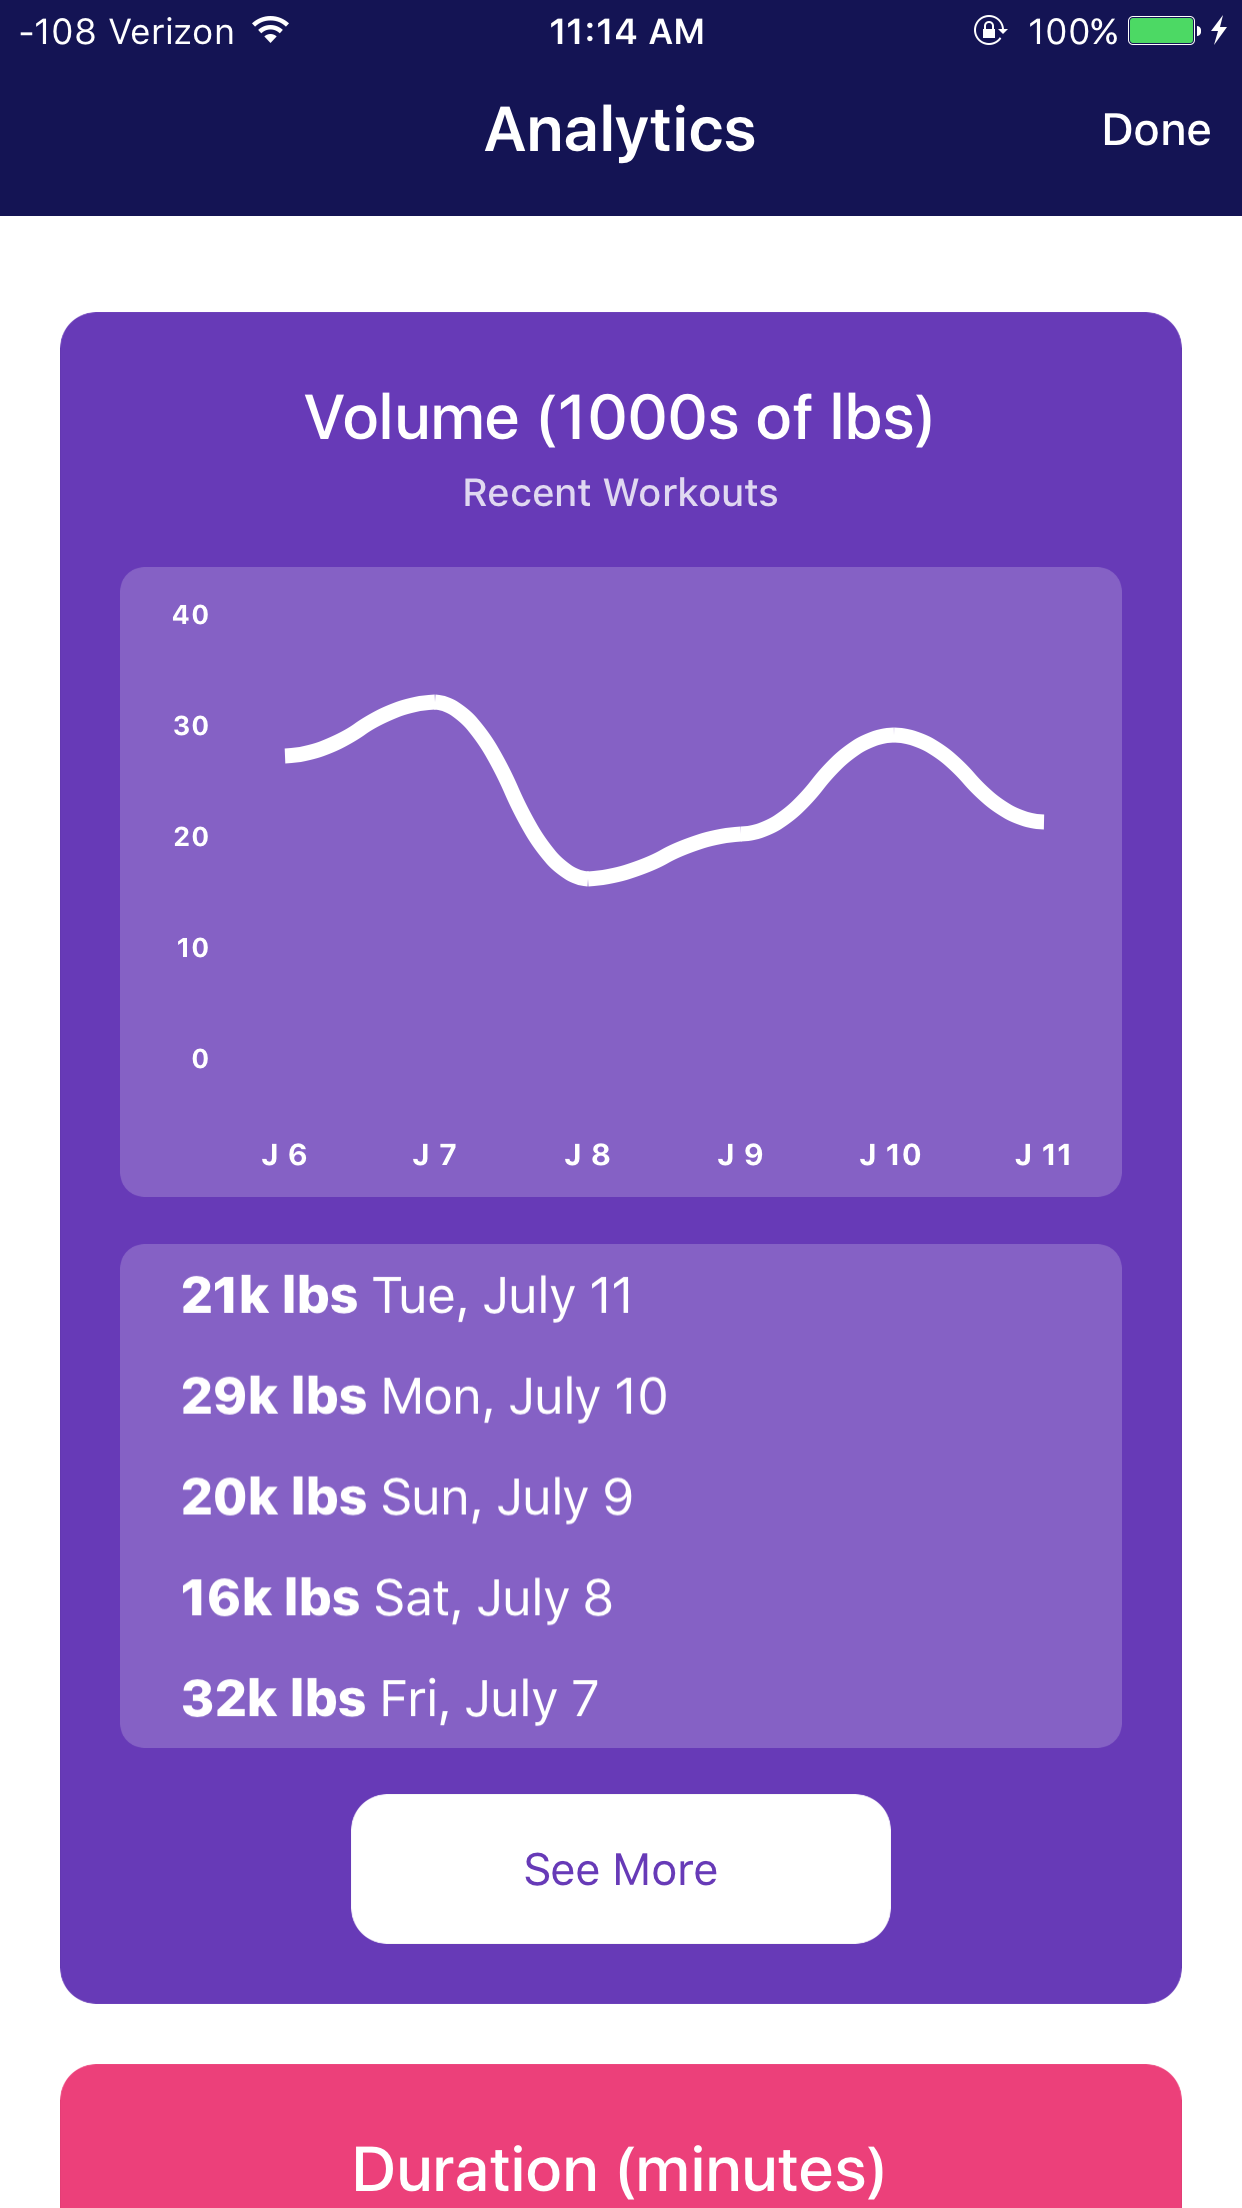 -108 Verizon 11:14 AM 100%
Analytics Done
Volume (1000s of lbs)
Recent Workouts
40
30
20
10
0
J 6 J 7 J 8 J 9 J 10 J 11
21k lbs Tue, July 11
29k lbs Mon, July 10
20k lbs Sun, July 9
16k lbs Sat, July 8
32k lbs Fri, July 7
See More
Duration (minutes)